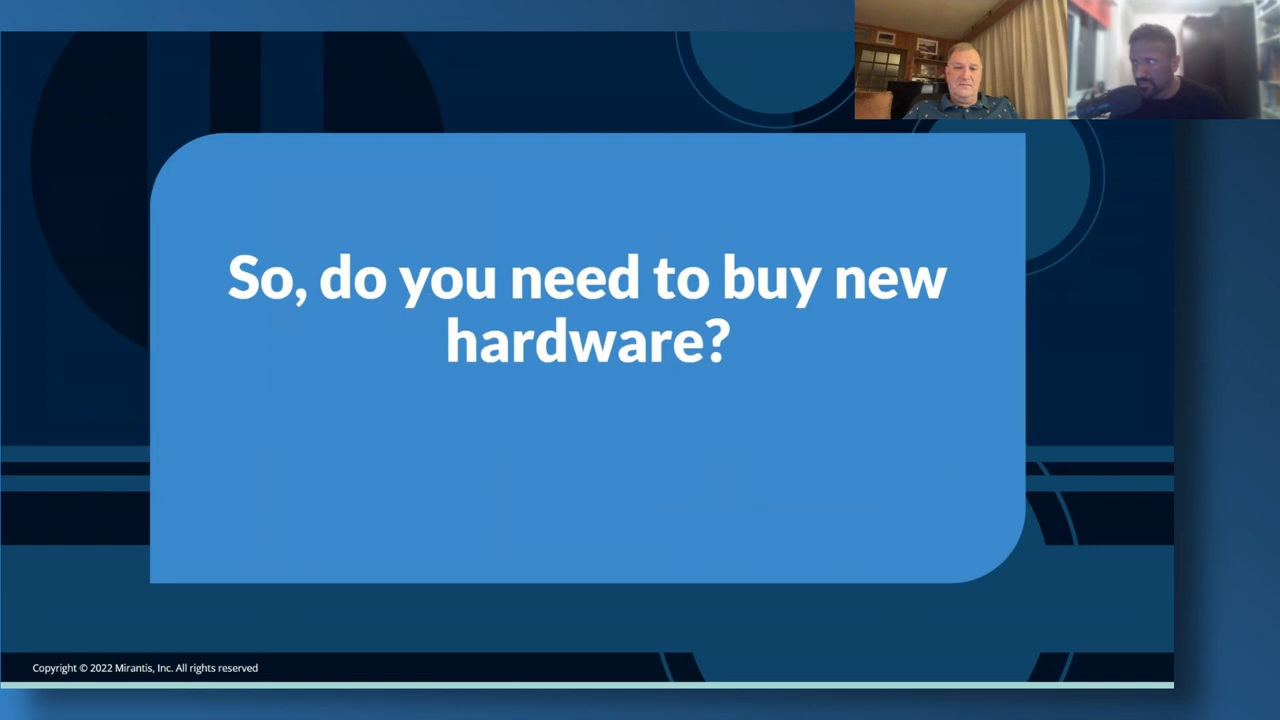 So, do you need to buy new
hardware?
Copyright © 2022 Mirantis, Inc. All rights reserved